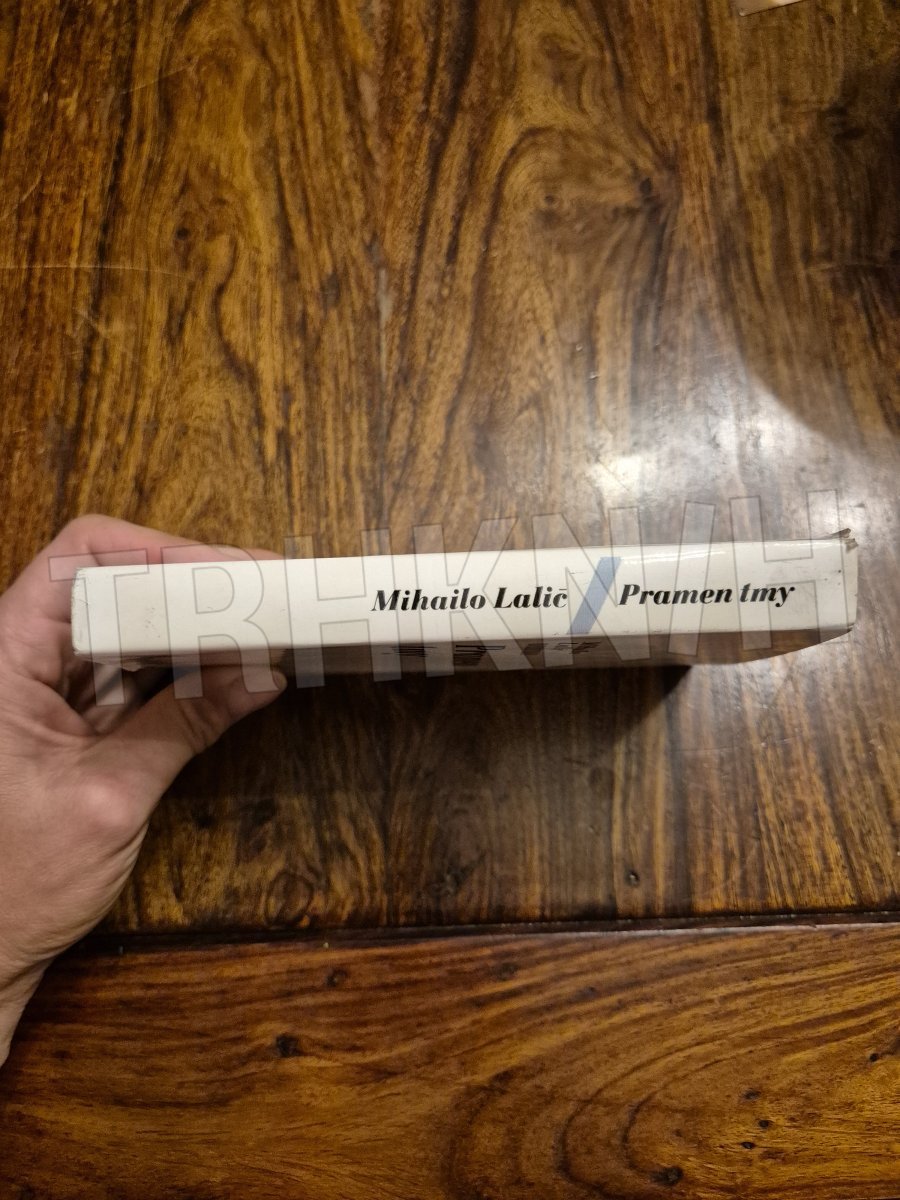 Mihailo Lalić / Pramen tmy
TRHKNIH